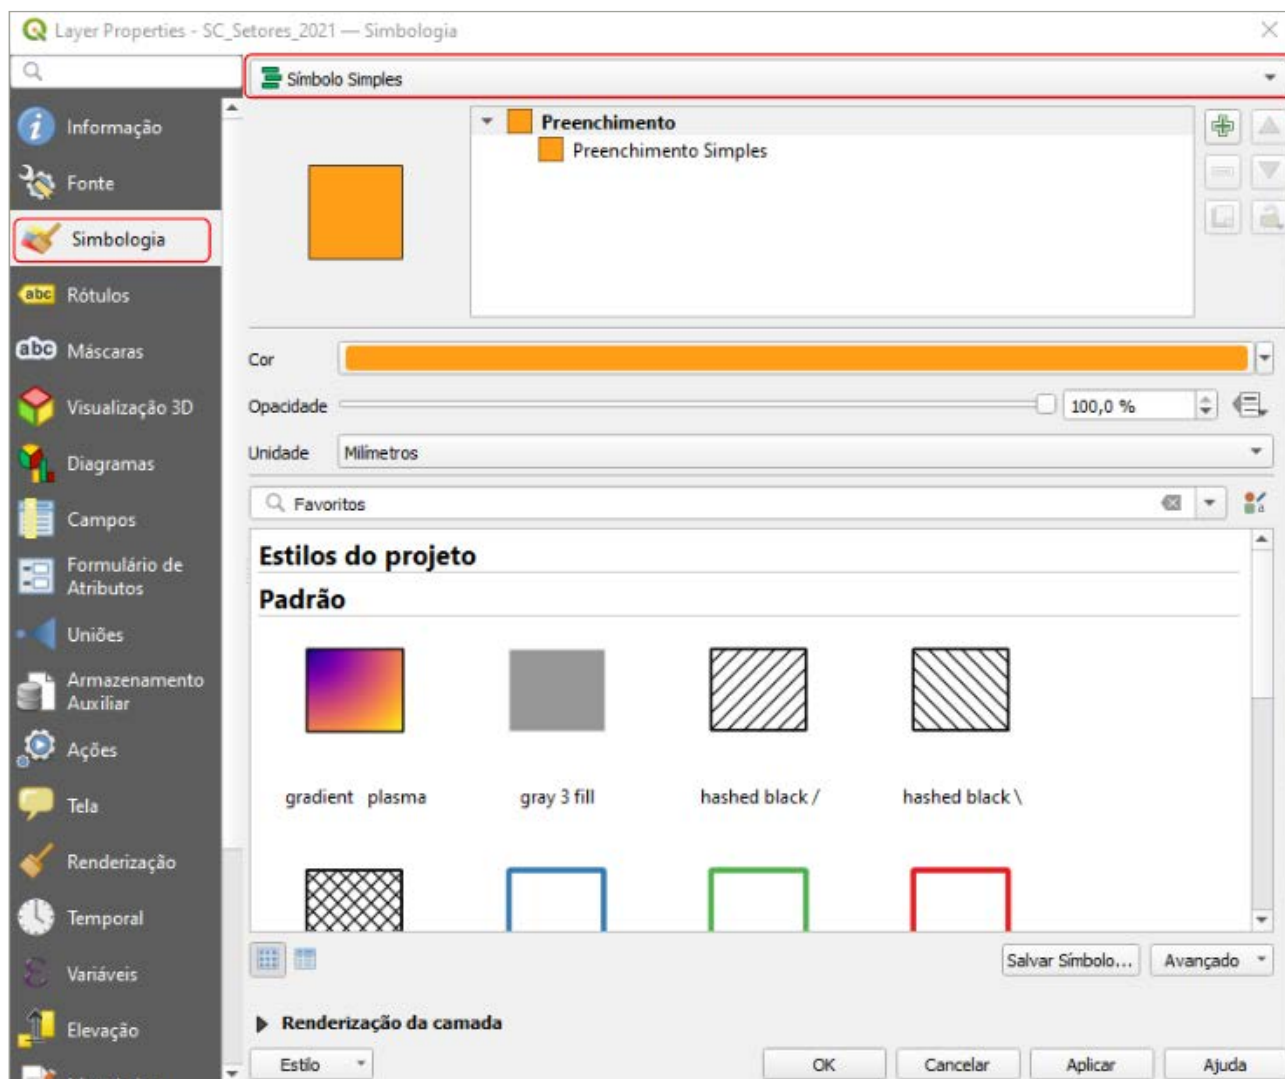 Layer Properties - SC_Setores_2021 — Simbologia
Símbolo Simples
Informação
Fonte
Simbologia
Rótulos
Máscaras
Visualização 3D
Diagramas
Campos
Formulário de
Atributos
Uniões
Armazenamento
Auxiliar
Ações
Tela
Renderização
Temporal
Variáveis
Elevação
Preenchimento
Preenchimento Simples
Cor
Opacidade 100,0 %
Unidade Milímetros
Favoritos
Estilos do projeto
Padrão
gradient plasma
gray 3 fill
hashed black /
hashed black \
Salvar Símbolo... Avançado
Renderização da camada
Estilo OK Cancelar Aplicar Ajuda